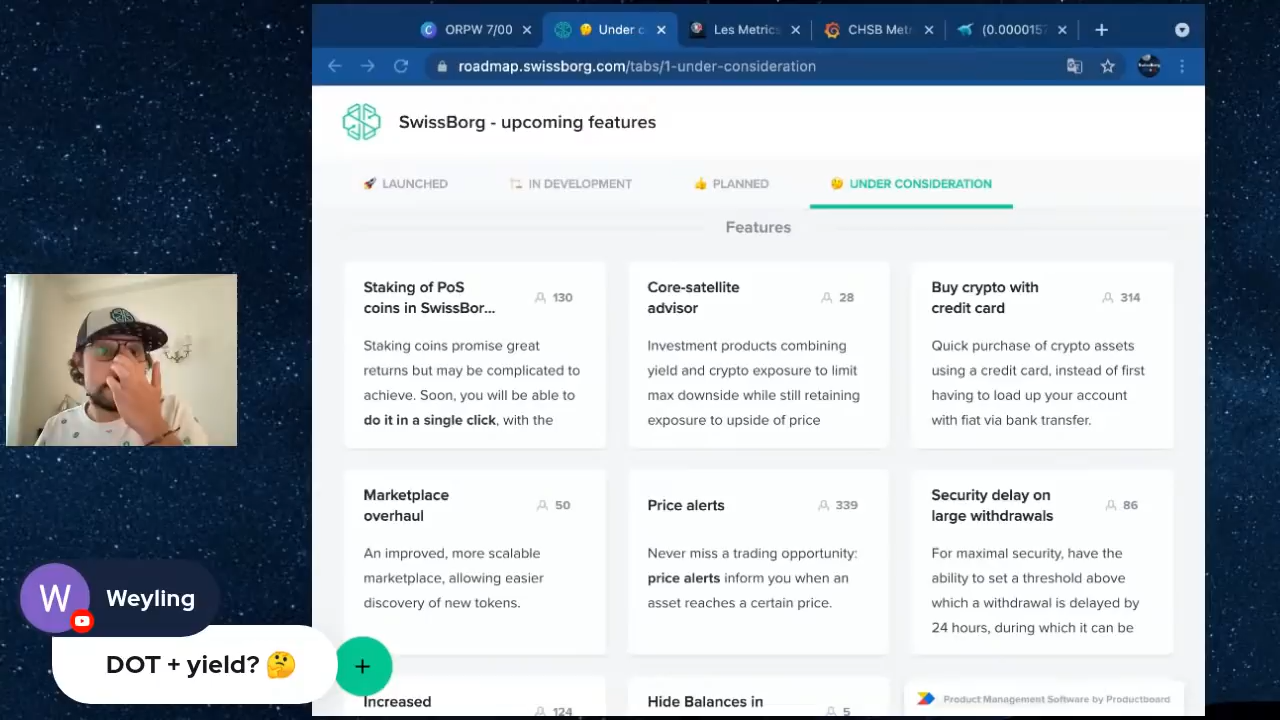 ORPW 7/00
Under c
Les Metrics
CHSB Met
(0.0000157
roadmap.swissborg.com/tabs/1-under-consideration
SwissBorg - upcoming features
🚀 LAUNCHED
IN DEVELOPMENT
👍 PLANNED
🤔 UNDER CONSIDERATION
Features
Staking of PoS
coins in SwissBor...
130
Staking coins promise great
returns but may be complicated to
achieve. Soon, you will be able to
do it in a single click, with the
Core-satellite
advisor
28
Investment products combining
yield and crypto exposure to limit
max downside while still retaining
exposure to upside of price
Buy crypto with
credit card
314
Quick purchase of crypto assets
using a credit card, instead of first
having to load up your account
with fiat via bank transfer.
Marketplace
overhaul
50
An improved, more scalable
marketplace, allowing easier
discovery of new tokens.
Price alerts
339
Never miss a trading opportunity:
price alerts inform you when an
asset reaches a certain price.
Security delay on
large withdrawals
86
For maximal security, have the
ability to set a threshold above
which a withdrawal is delayed by
24 hours, during which it can be
Increased
124
Hide Balances in
5
Product Management Software by Productboard
W
Weyling
DOT + yield? 🤔